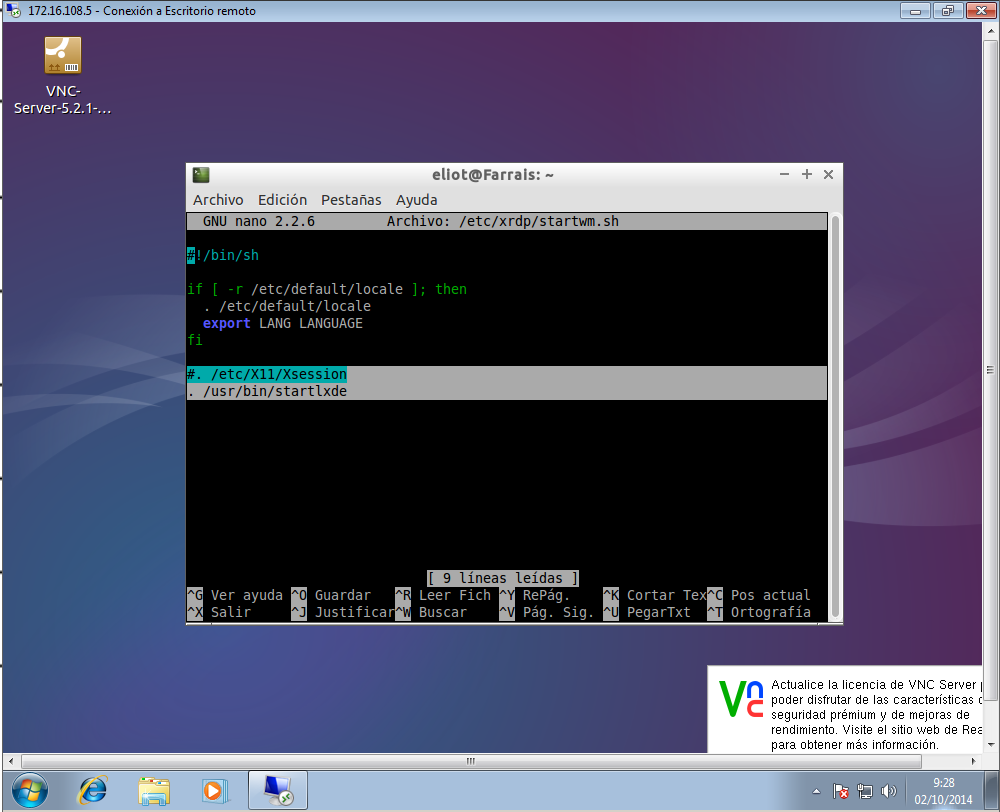 172.16.108.5 - Conexión a Escritorio remoto
VNC-
Server-5.2.1-...
eliot@Farrais: ~
Archivo Edición Pestañas Ayuda
GNU nano 2.2.6 Archivo: /etc/xrdp/startwm.sh
#!/bin/sh
if [ -r /etc/default/locale ]; then
. /etc/default/locale
export LANG LANGUAGE
fi
#. /etc/X11/Xsession
. /usr/bin/startlxde
[ 9 líneas leídas ]
^G Ver ayuda ^O Guardar ^R Leer Fich ^Y RePág. ^K Cortar Tex^C Pos actual
^X Salir ^J Justificar^W Buscar ^V Pág. Sig. ^U PegarTxt ^T Ortografía
VNC
Actualice la licencia de VNC Server p
poder disfrutar de las características d
seguridad prémium y de mejoras de
rendimiento. Visite el sitio web de Rea
para obtener más información.
9:28
02/10/2014